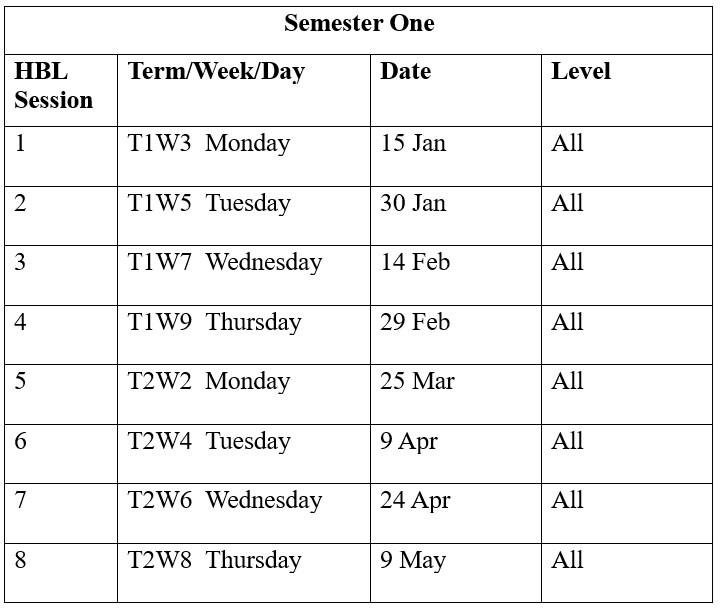 Semester One
HBL Session Term/Week/Day Date Level
1 T1W3 Monday 15 Jan All
2 T1W5 Tuesday 30 Jan All
3 T1W7 Wednesday 14 Feb All
4 T1W9 Thursday 29 Feb All
5 T2W2 Monday 25 Mar All
6 T2W4 Tuesday 9 Apr All
7 T2W6 Wednesday 24 Apr All
8 T2W8 Thursday 9 May All